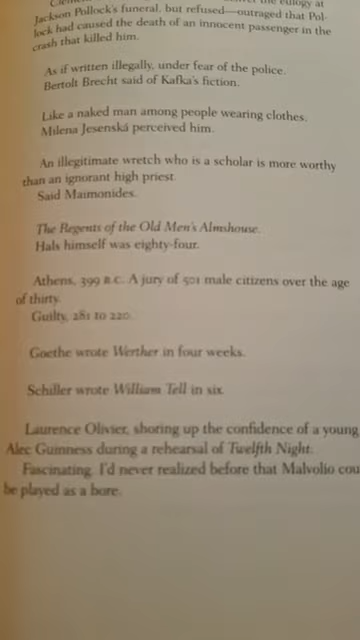 the eulogy at
Jackson Pollock's funeral, but refused—outraged that Pol-
lock had caused the death of an innocent passenger in the
crash that killed him.
As if written illegally, under fear of the police.
Bertolt Brecht said of Kafka's fiction.
Like a naked man among people wearing clothes.
Milena Jesenská perceived him.
An illegitimate wretch who is a scholar is more worthy
than an ignorant high priest.
Said Maimonides.
The Regents of the Old Men's Almshouse.
Hals himself was eighty-four.
Athens, 399 B.C. A jury of 501 male citizens over the age
of thirty.
Guilty, 281 to 220.
Goethe wrote Werther in four weeks.
Schiller wrote William Tell in six.
Laurence Olivier, shoring up the confidence of a young
Alec Guinness during a rehearsal of Twelfth Night:
Fascinating. I'd never realized before that Malvolio cou
be played as a bore.